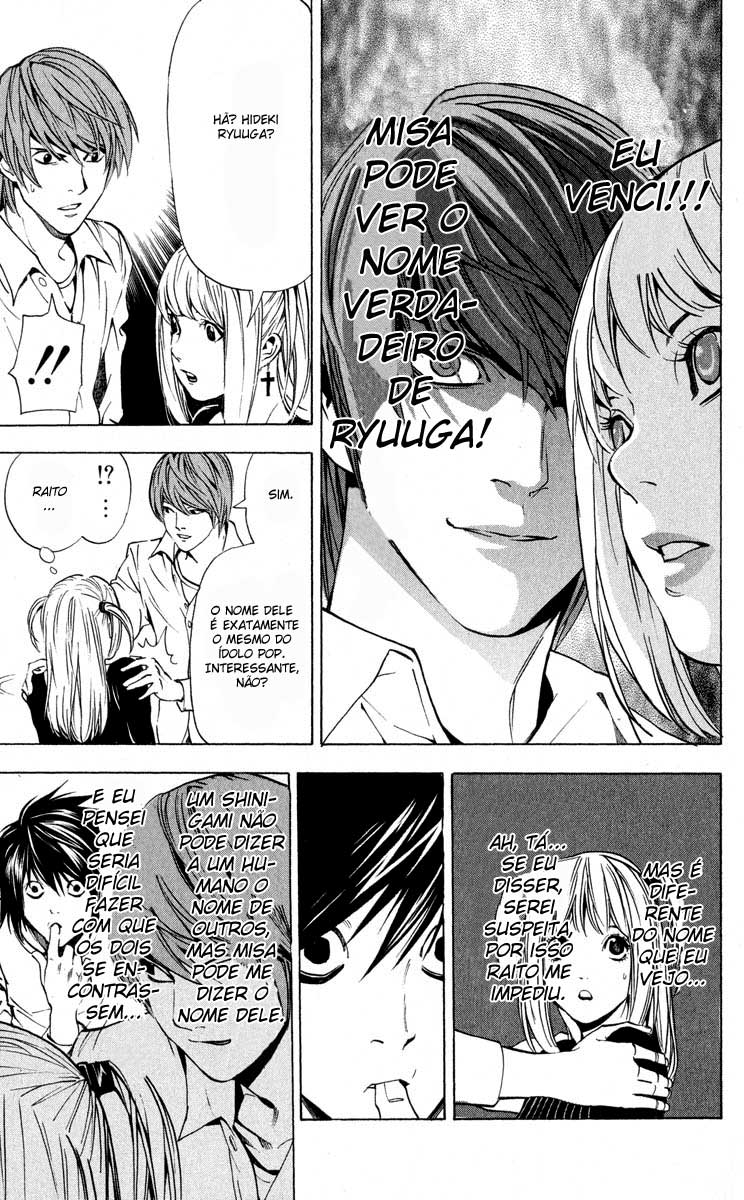 HÃ? HIDEKI
RYUUGA?
!!
EU
VENCI!!!
MISA
PODE
VER O
NOME
VERDA-
DEIRO
DE
RYUUGA!
SIM.
O NOME DELE
É EXATAMENTE
O MESMO DO
ÍDOLO POP.
INTERESSANTE,
NÃO?
!?
...
RAITO
...
MAS É
DIFE-
RENTE
DO NOME
QUE EU
VEJO...
AH, TÁ...
SE EU
DISSER,
SEREI
SUSPEITA,
POR ISSO
RAITO ME
IMPEDIU.
UM SHINI-
GAMI NÃO
PODE DIZER
A UM HU-
MANO O
NOME DE
OUTROS,
MAS MISA
PODE ME
DIZER O
NOME DELE.
E EU
PENSEI
QUE
SERIA
DIFÍCIL
FAZER
COM QUE
OS DOIS
SE EN-
CONTRAS-
SEM...